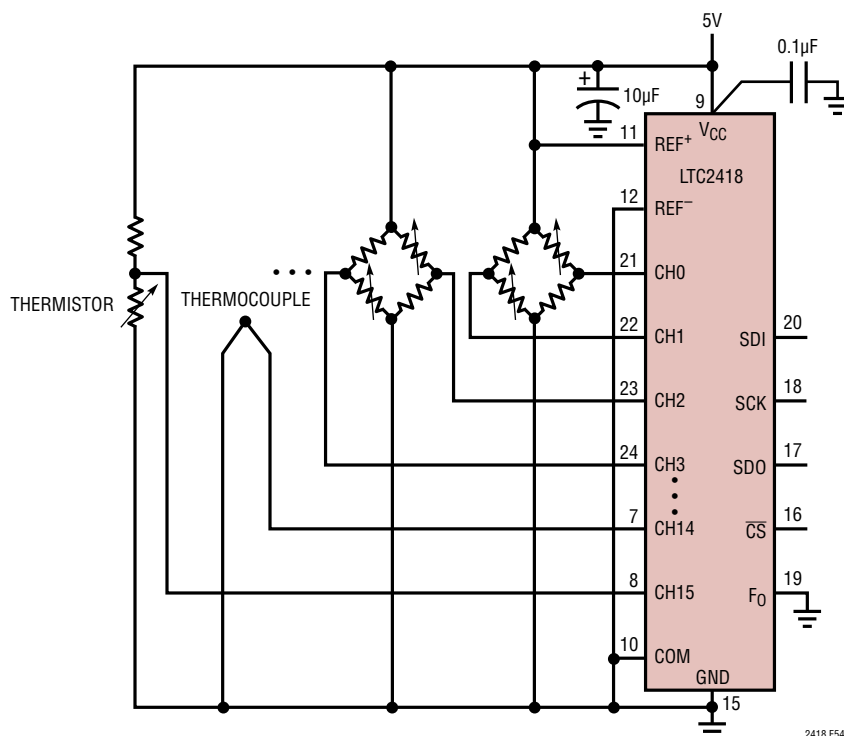 5V
0.1µF
+
10µF
9
VCC
11
REF+
LTC2418
12
REF–
21
CH0
THERMISTOR
THERMOCOUPLE
22
CH1
SDI
20
23
CH2
SCK
18
24
CH3
SDO
17
7
CH14
CS
16
8
CH15
FO
19
10
COM
GND
15
2418 F54